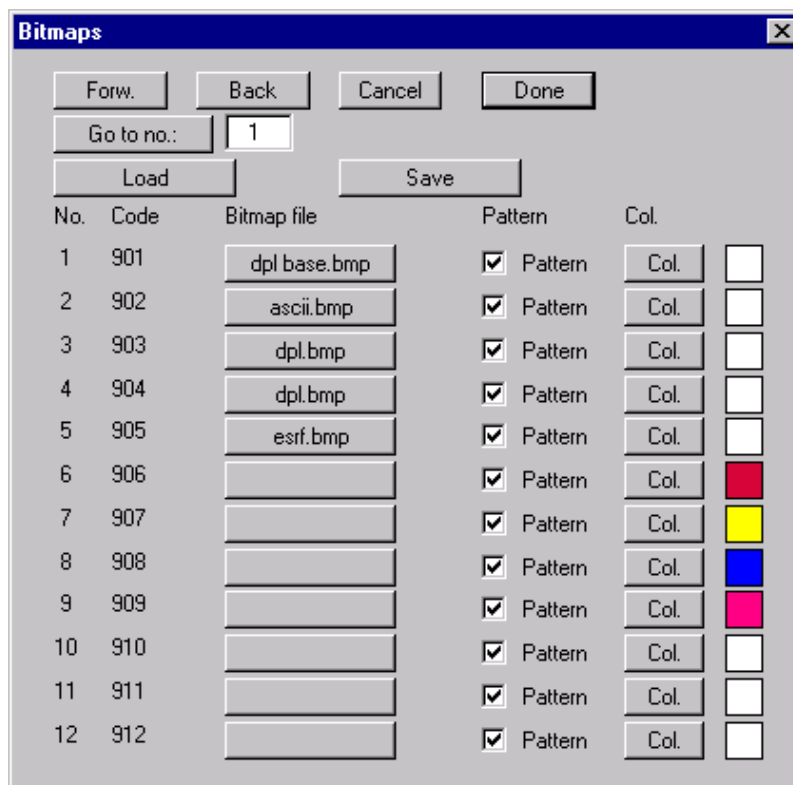 Bitmaps
Forw. Back Cancel Done
Go to no.: 1
Load Save
No. Code Bitmap file Pattern Col.
1 901 dpl base.bmp Pattern Col.
2 902 ascii.bmp Pattern Col.
3 903 dpl.bmp Pattern Col.
4 904 dpl.bmp Pattern Col.
5 905 esrf.bmp Pattern Col.
6 906 Pattern Col.
7 907 Pattern Col.
8 908 Pattern Col.
9 909 Pattern Col.
10 910 Pattern Col.
11 911 Pattern Col.
12 912 Pattern Col.